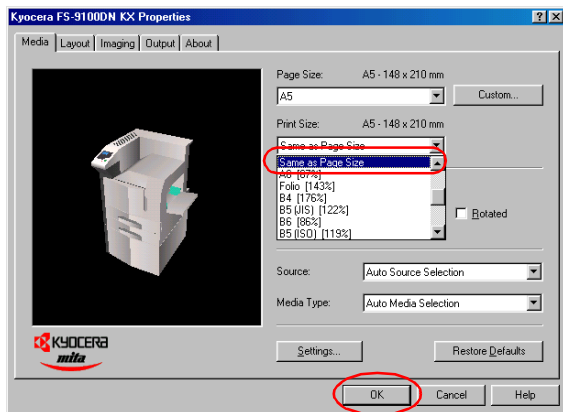 Kyocera FS-9100DN KX Properties
Media Layout Imaging Output About
Page Size: A5 - 148 x 210 mm
A5
Custom...
Print Size: A5 - 148 x 210 mm
Same as Page Size
Same as Page Size
[67%]
Folio [143%]
B4 [176%]
B5 (JIS) [122%]
B6 [86%]
B5 (ISO) [119%]
Rotated
Source: Auto Source Selection
Media Type: Auto Media Selection
KYOCERA
mita
Settings...
Restore Defaults
OK Cancel Help